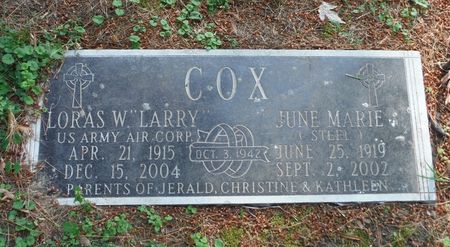 COX
LORAS W. "LARRY"
US ARMY AIR CORP
APR. 21, 1915
DEC. 15, 2004
OCT. 3, 1942
JUNE MARIE
( STEEL )
JUNE 25, 1919
SEPT. 2, 2002
PARENTS OF JERALD, CHRISTINE & KATHLEEN